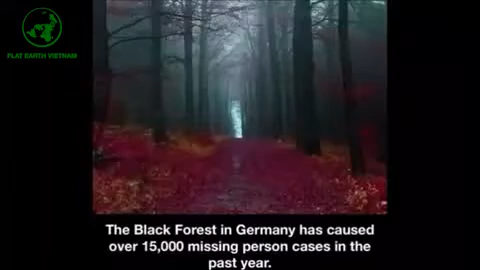 FLAT EARTH VIETNAM
The Black Forest in Germany has caused
over 15,000 missing person cases in the
past year.